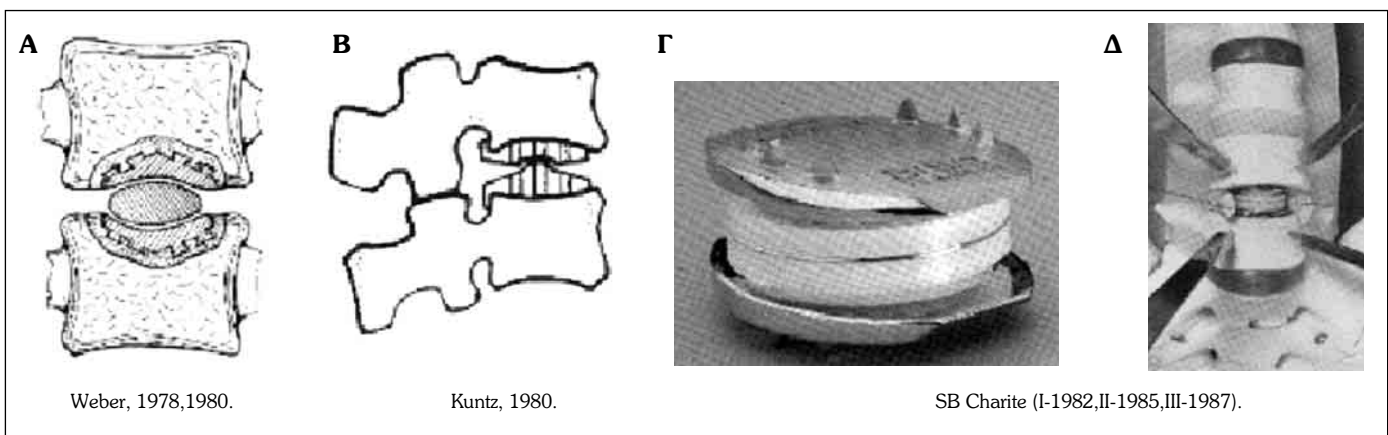 Α
Β
Γ
Δ
Weber, 1978,1980.
Kuntz, 1980.
SB Charite (I-1982,II-1985,III-1987).